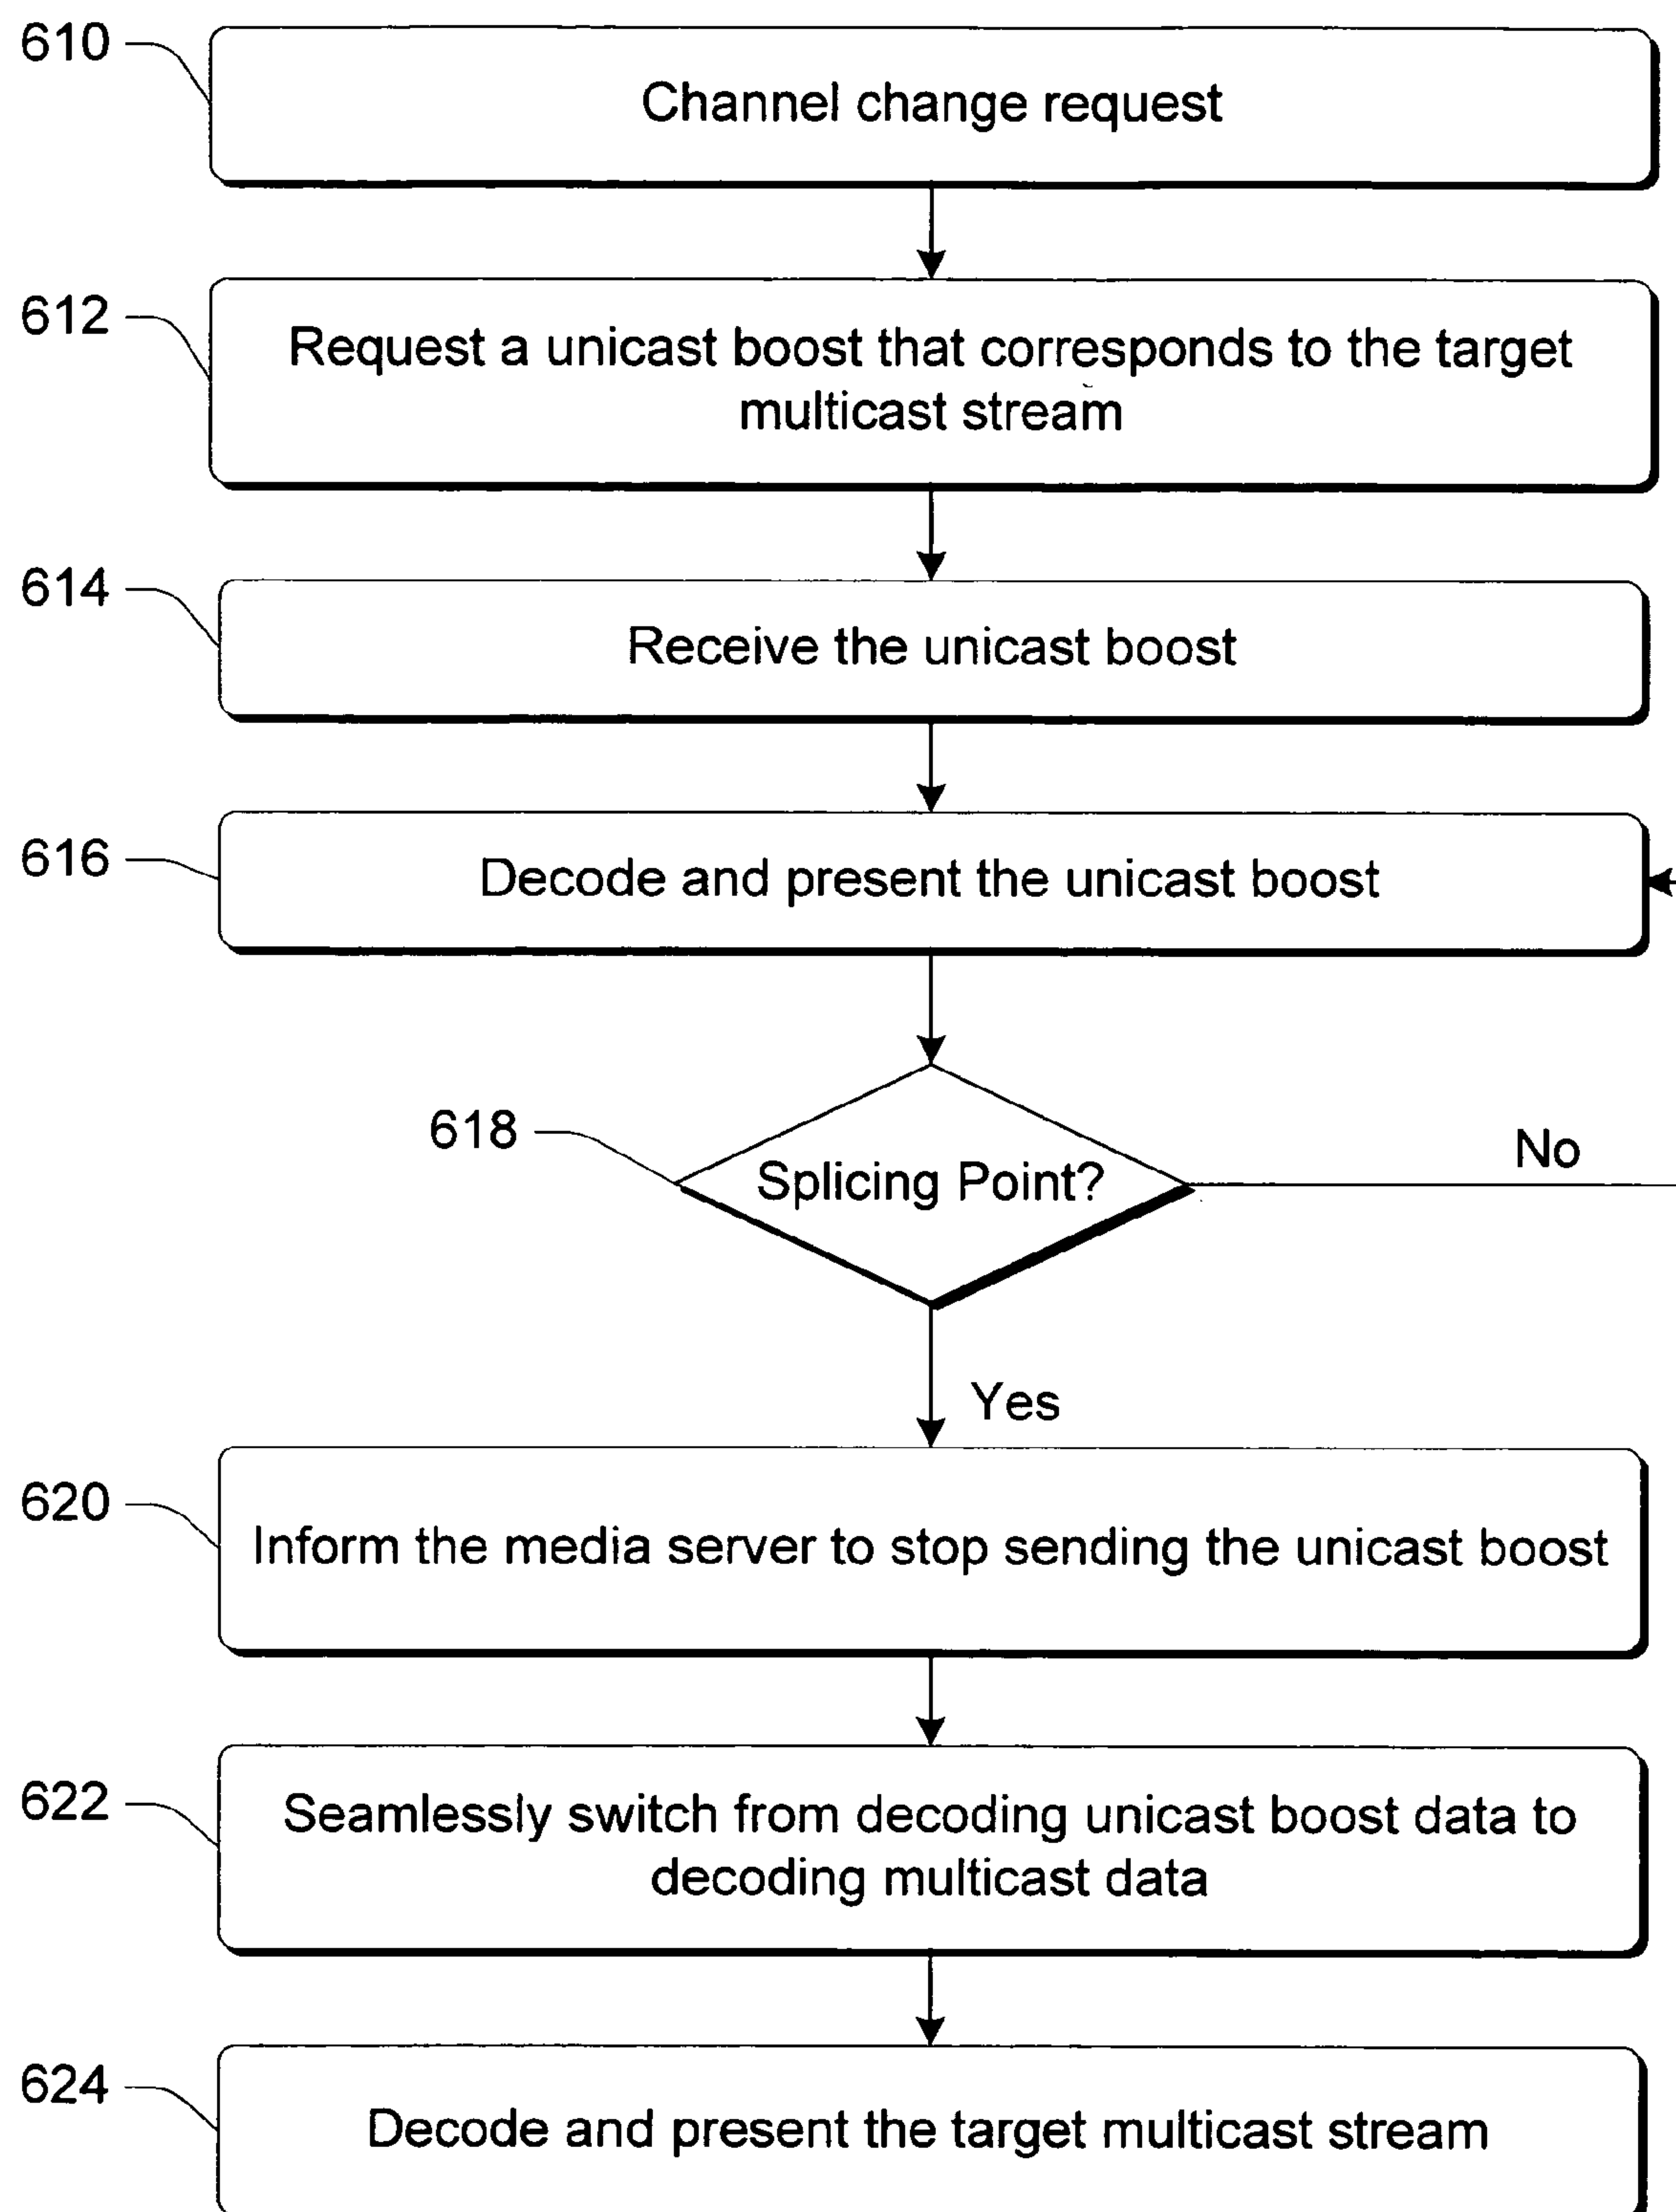 610
Channel change request
612
Request a unicast boost that corresponds to the target
multicast stream
614
Receive the unicast boost
616
Decode and present the unicast boost
618
Splicing Point?
No
Yes
620
Inform the media server to stop sending the unicast boost
622
Seamlessly switch from decoding unicast boost data to
decoding multicast data
624
Decode and present the target multicast stream